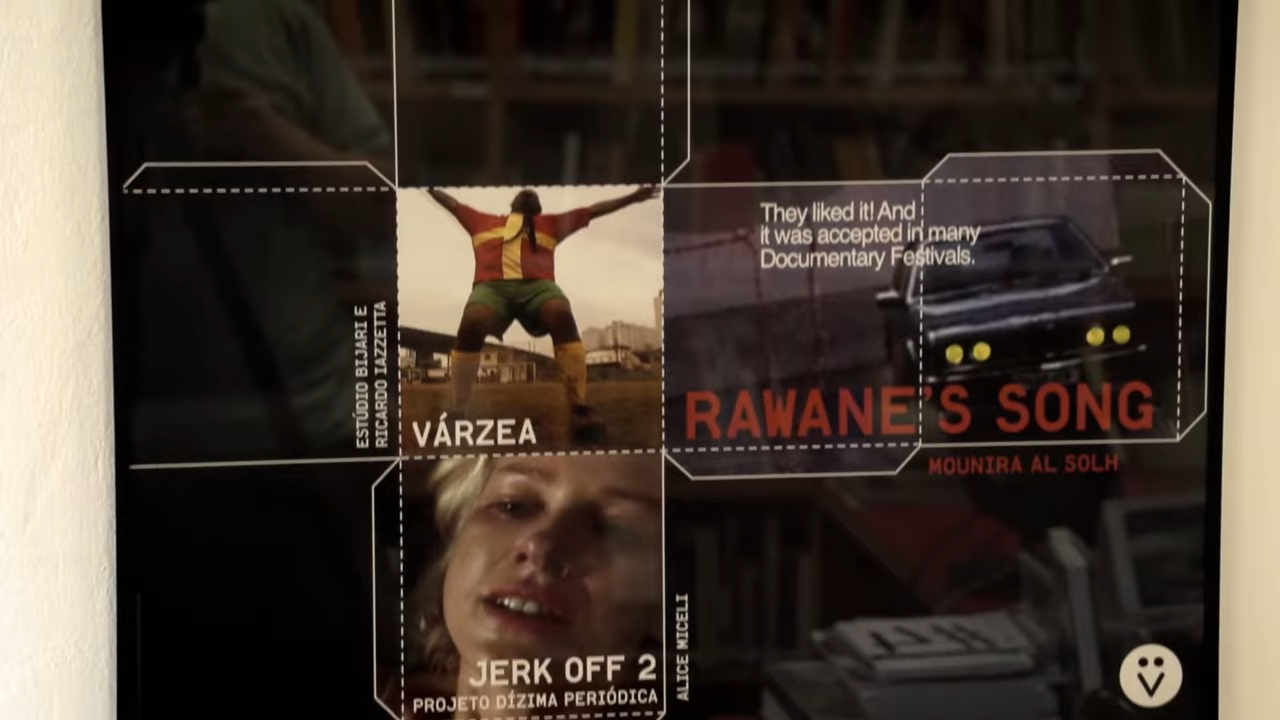 ESTÚDIO BIJARI E
RICARDO IAZZETTA
VÁRZEA
They liked it! And
it was accepted in many
Documentary Festivals.
RAWANE'S SONG
MOUNIRA AL SOLH
JERK OFF 2
PROJETO DÍZIMA PERIÓDICA
ALICE MICELI